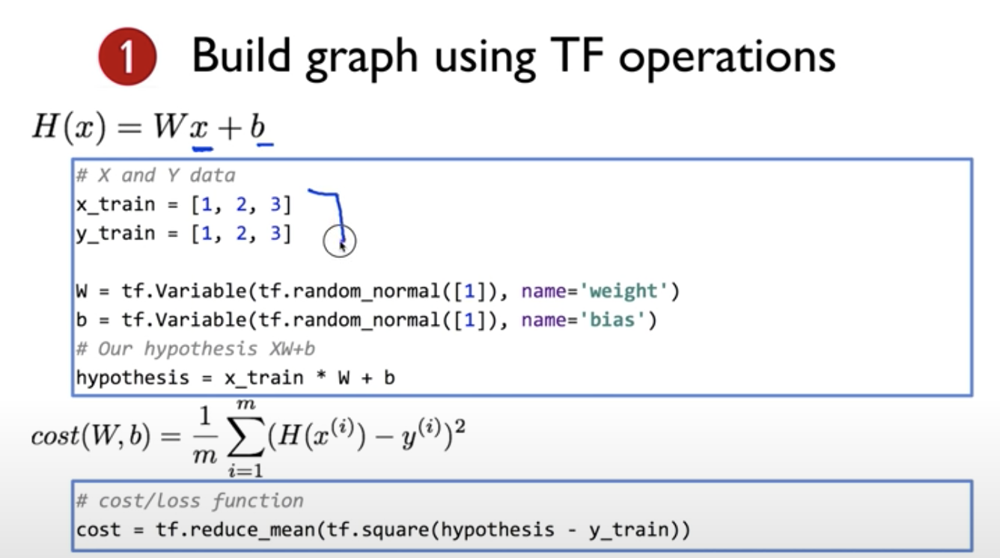 1 Build graph using TF operations
H(x) = Wx + b
# X and Y data
x_train = [1, 2, 3]
y_train = [1, 2, 3]
W = tf.Variable(tf.random_normal([1]), name='weight')
b = tf.Variable(tf.random_normal([1]), name='bias')
# Our hypothesis XW+b
hypothesis = x_train * W + b
cost(W, b) = \frac{1}{m} \sum_{i=1}^{m} (H(x^{(i)}) - y^{(i)})^2
# cost/loss function
cost = tf.reduce_mean(tf.square(hypothesis - y_train))